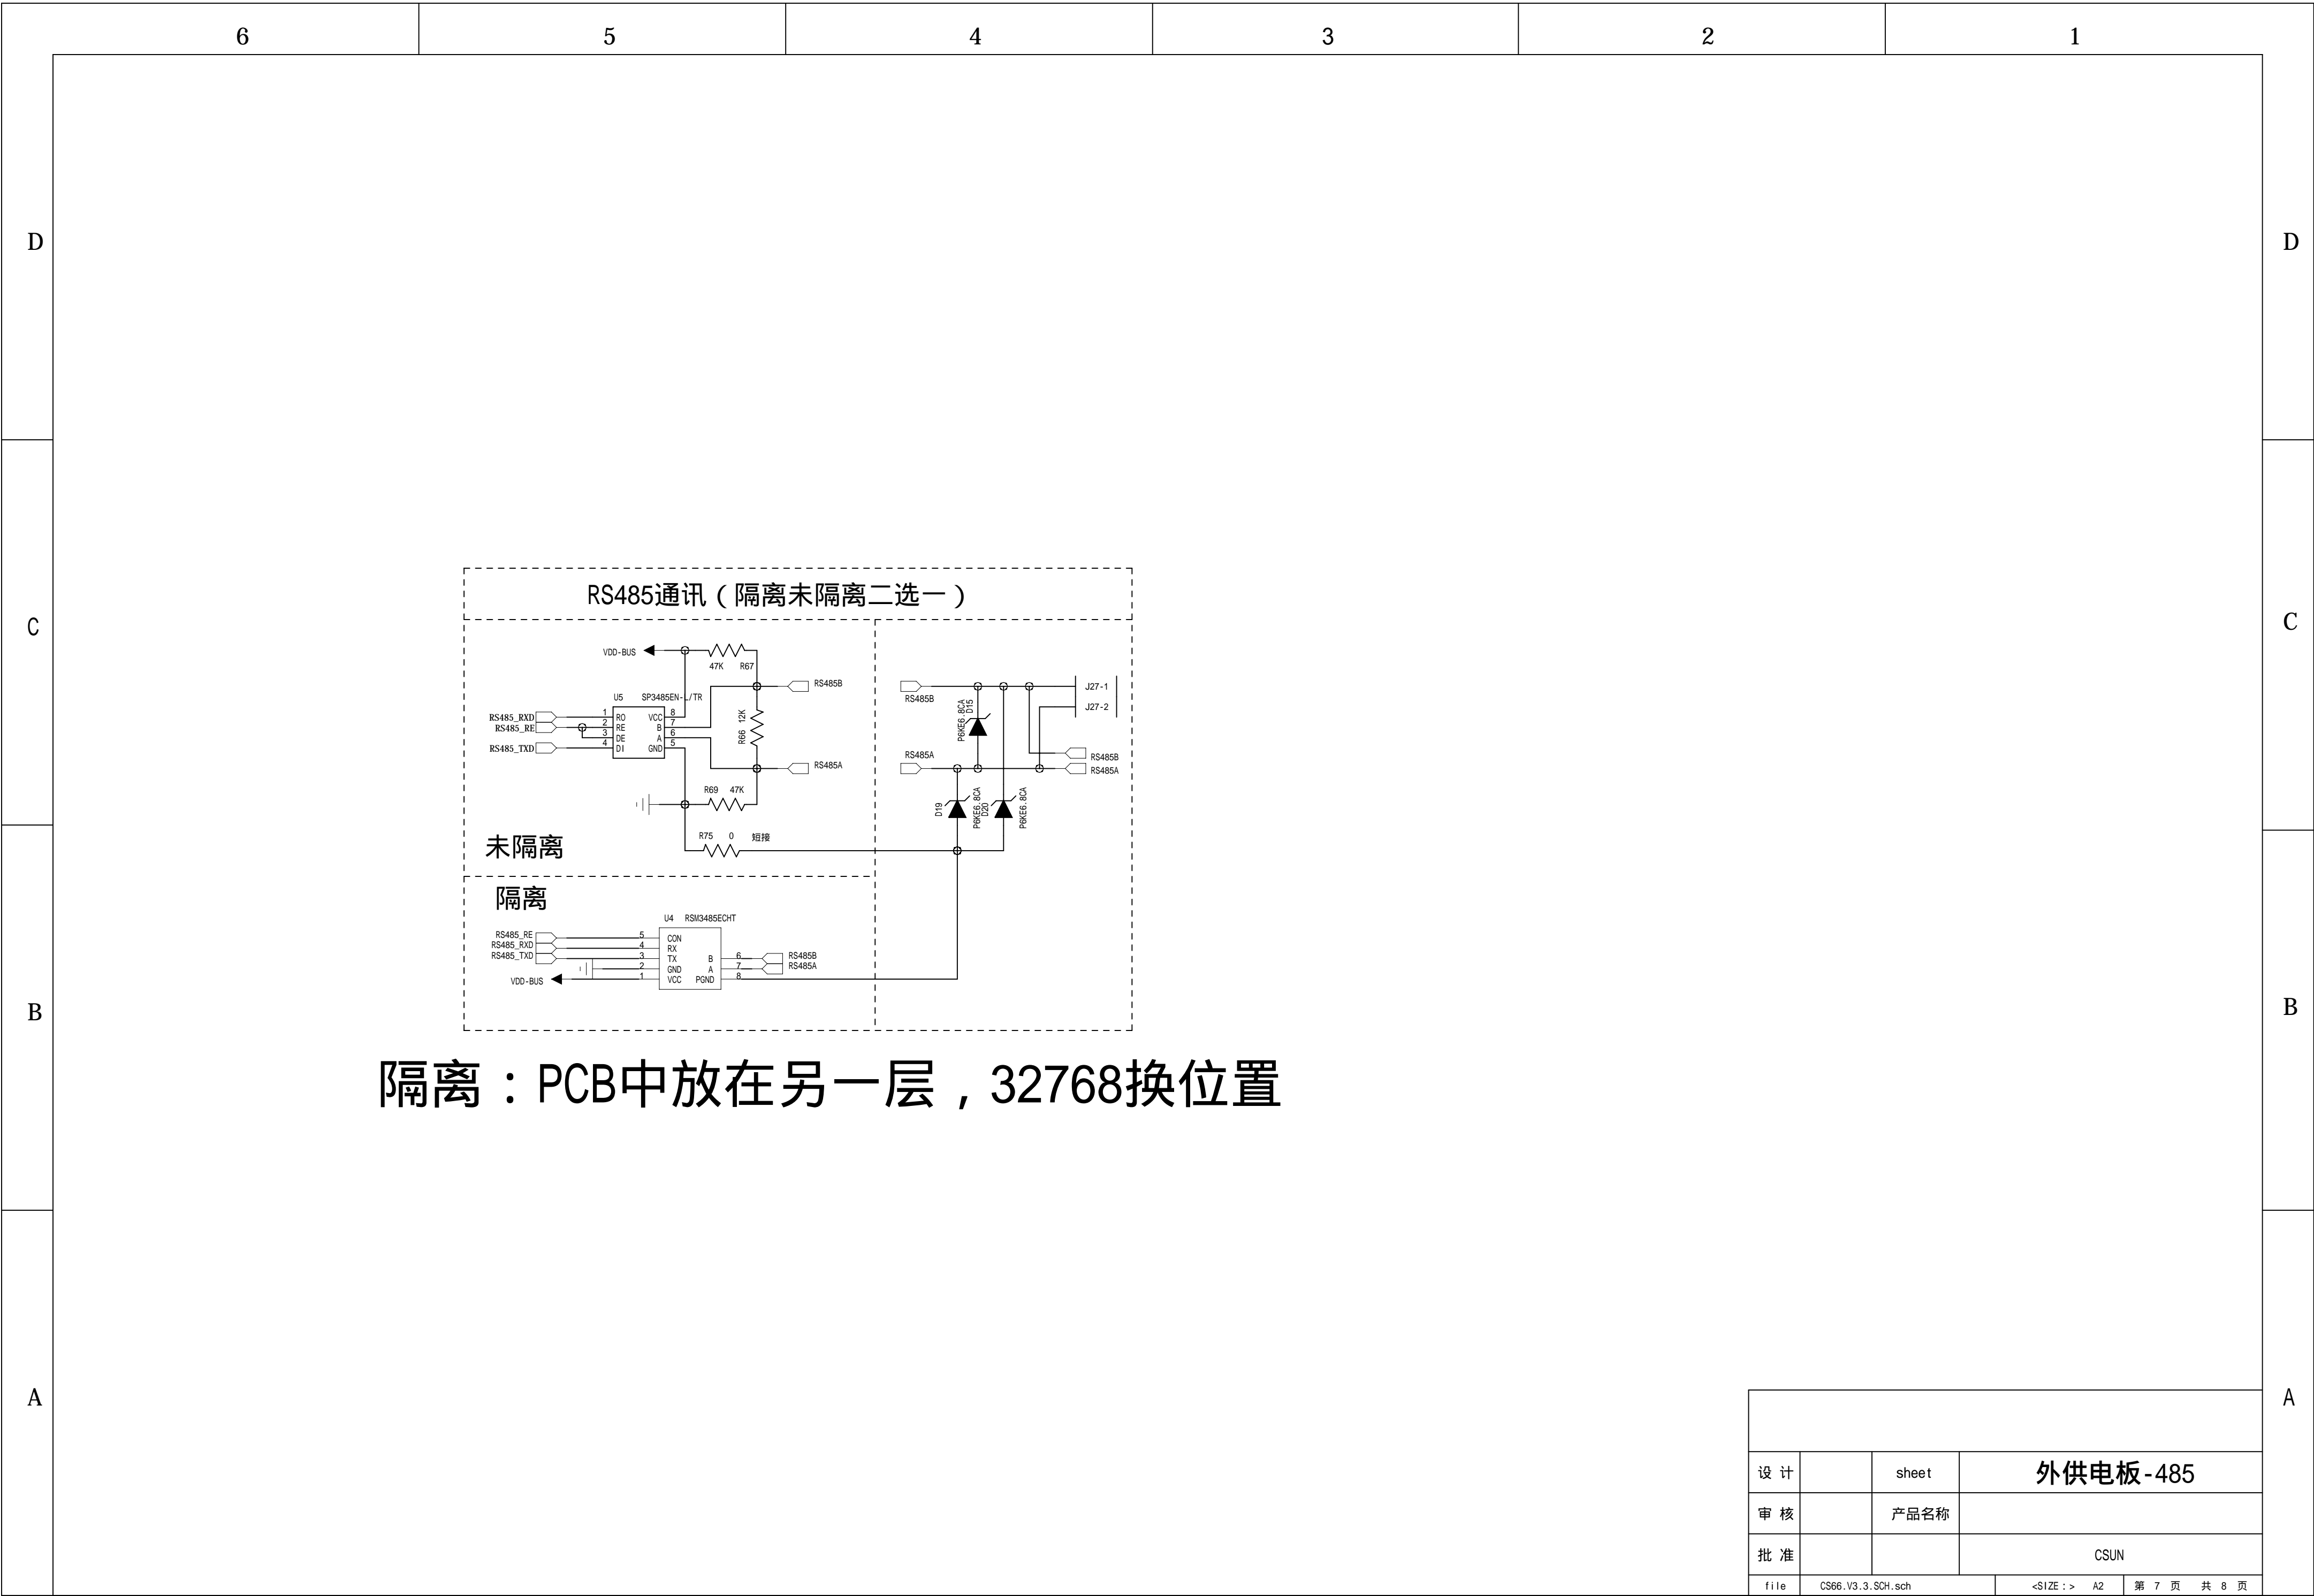 6 5 4 3 2 1
D D
C C
B B
A A
RS485通讯（隔离未隔离二选一）
VDD-BUS
47K R67
RS485B
U5 SP3485EN-L/TR
RS485_RXD 1 RO VCC 8
RS485_RE 2 RE B 7
3 DE A 6
RS485_TXD 4 DI GND 5
R66 12K
RS485A
R69 47K
R75 0 短接
未隔离
RS485B
P6KE6.8CA
D15
J27-1
J27-2
RS485A
RS485B
RS485A
D19
P6KE6.8CA
D20
P6KE6.8CA
隔离
U4 RSM3485ECHT
RS485_RE 5 CON
RS485_RXD 4 RX
RS485_TXD 3 TX B 6 RS485B
2 GND A 7 RS485A
VDD-BUS 1 VCC PGND 8
隔离：PCB中放在另一层，32768换位置
设 计 sheet 外供电板-485
审 核 产品名称
批 准 CSUN
file CS66.V3.3.SCH.sch <SIZE:> A2 第 7 页 共 8 页